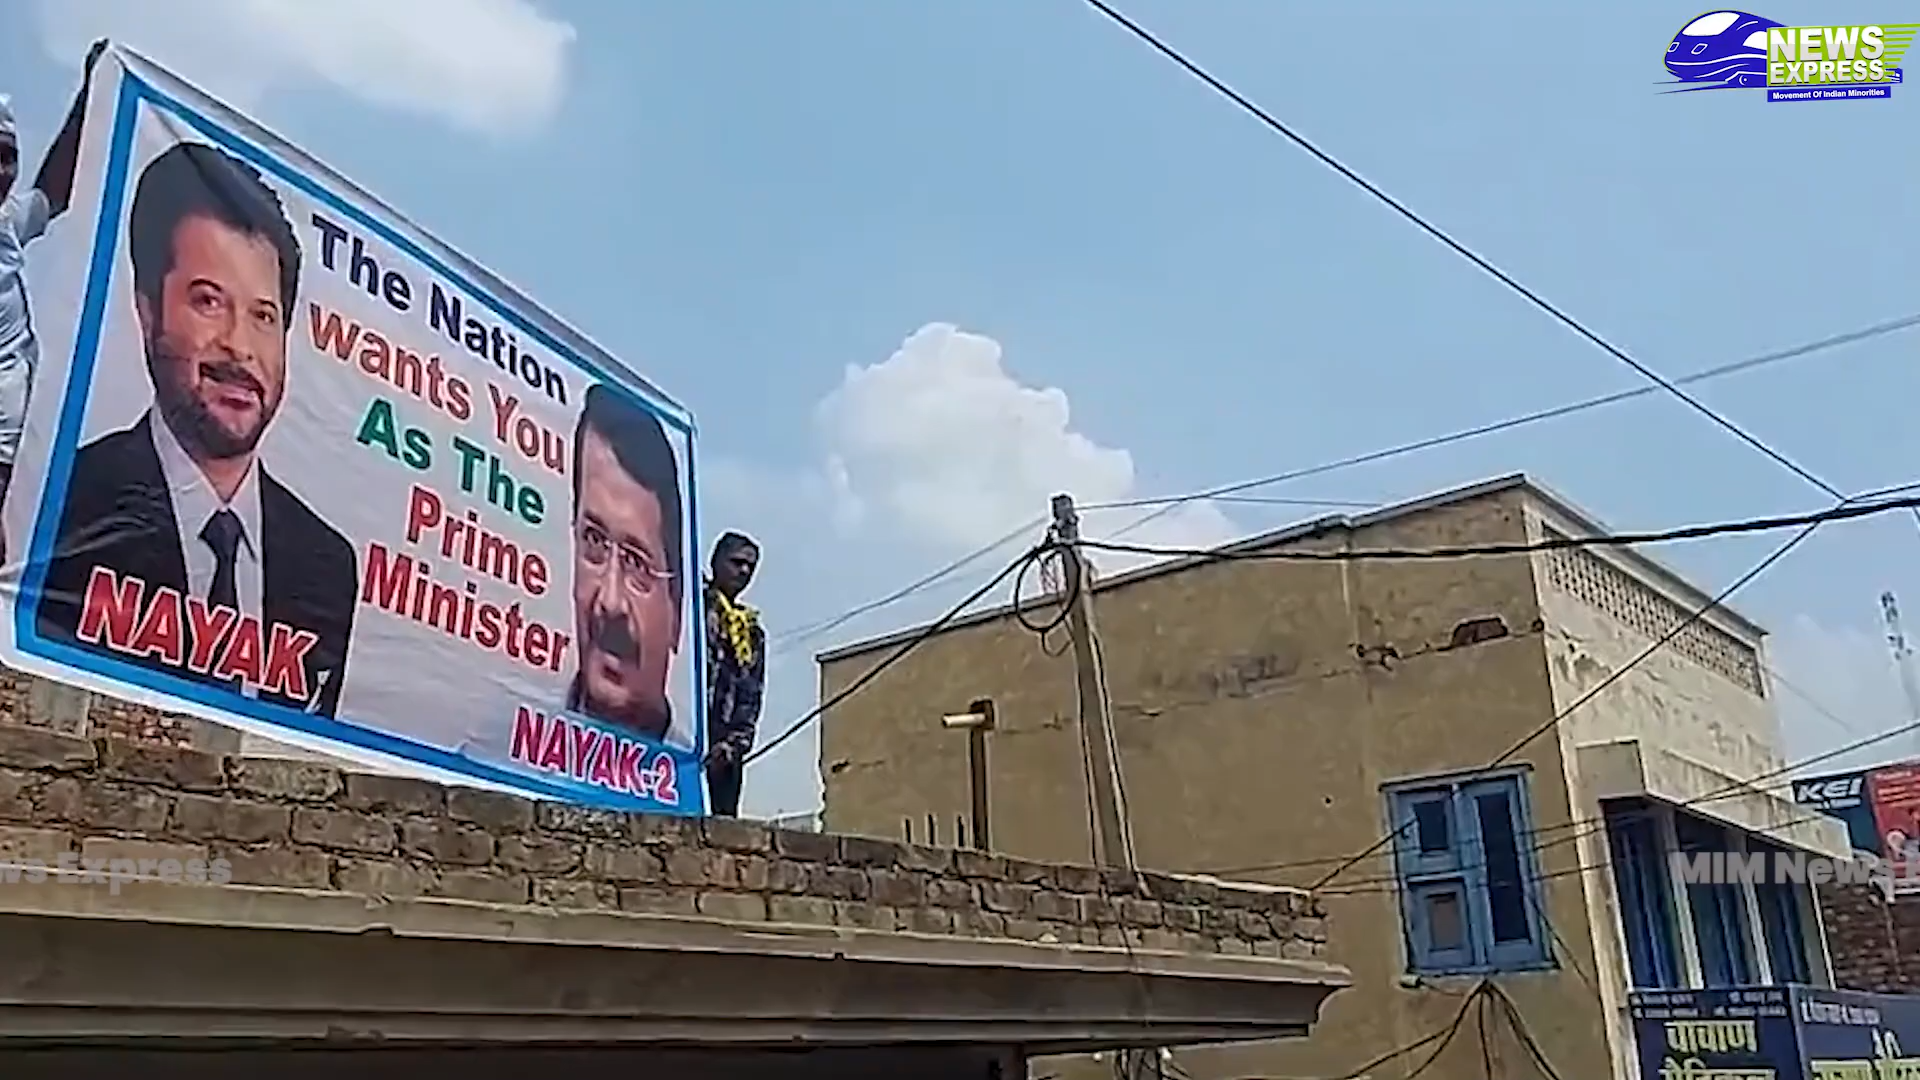 NEWS
EXPRESS
Movement Of Indian Minorities
The Nation
wants You
As The
Prime
Minister
NAYAK
NAYAK-2
KEI
ws Express
MIM News E
चौवाण